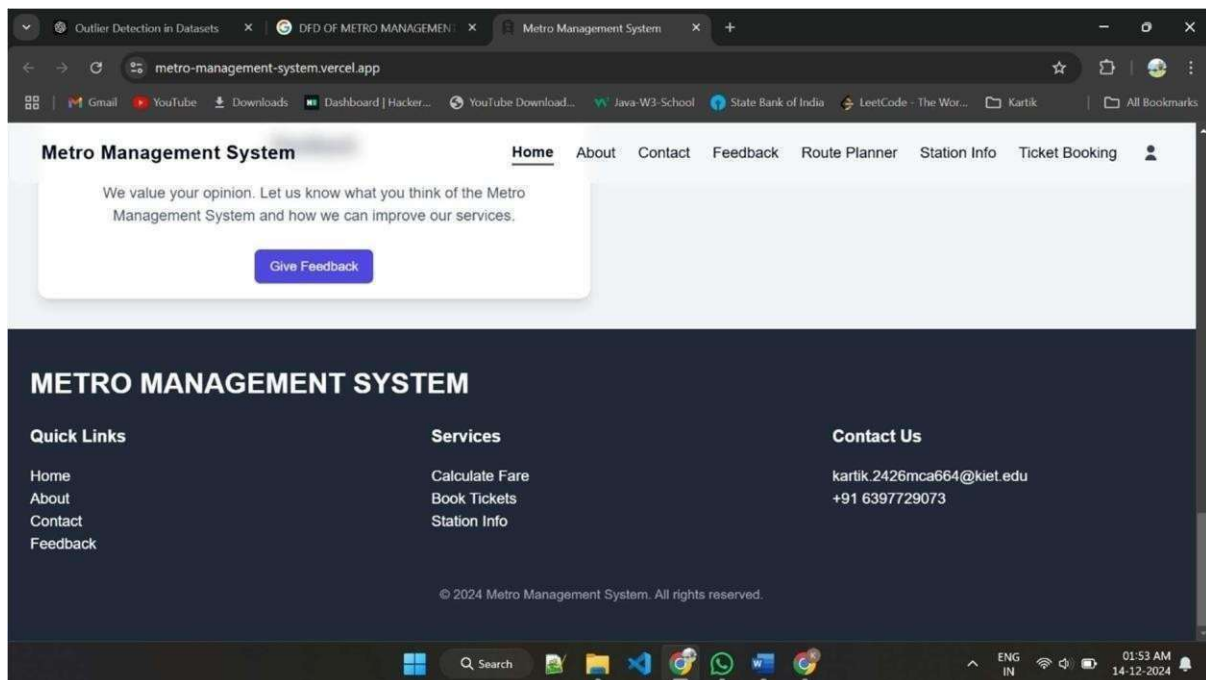 Outlier Detection in Datasets
DFD OF METRO MANAGEMENT
Metro Management System
metro-management-system.vercel.app
Gmail YouTube Downloads Dashboard | Hacker... YouTube Download... Java-W3-School State Bank of India LeetCode - The Wor... Kartik All Bookmarks
Metro Management System
Home About Contact Feedback Route Planner Station Info Ticket Booking
We value your opinion. Let us know what you think of the Metro
Management System and how we can improve our services.
Give Feedback
METRO MANAGEMENT SYSTEM
Quick Links
Home
About
Contact
Feedback
Services
Calculate Fare
Book Tickets
Station Info
Contact Us
kartik.2426mca664@kiet.edu
+91 6397729073
© 2024 Metro Management System. All rights reserved.
Search
ENG
IN
01:53 AM
14-12-2024